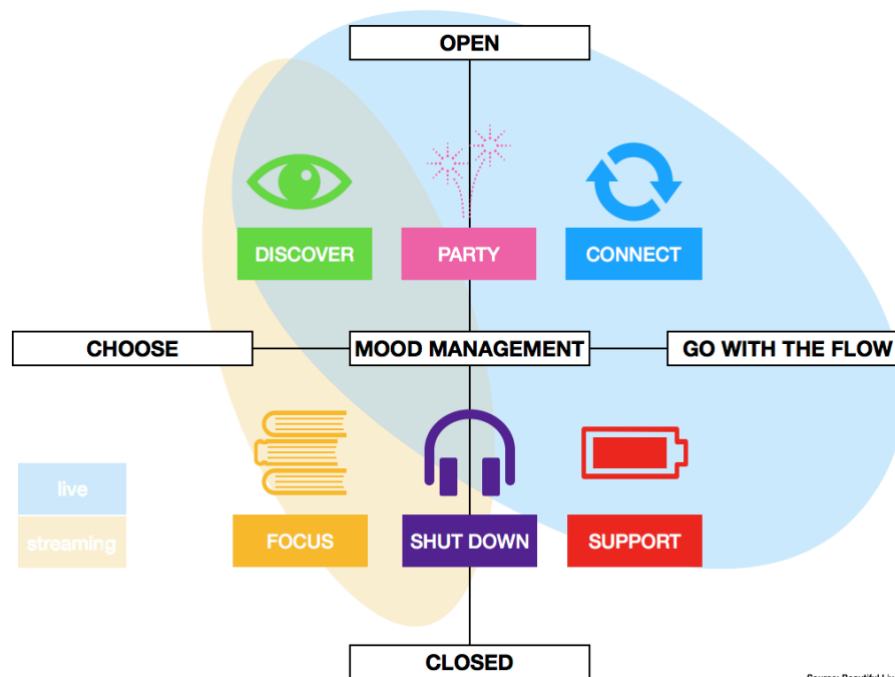 OPEN
DISCOVER
PARTY
CONNECT
CHOOSE
MOOD MANAGEMENT
GO WITH THE FLOW
live
streaming
FOCUS
SHUT DOWN
SUPPORT
CLOSED